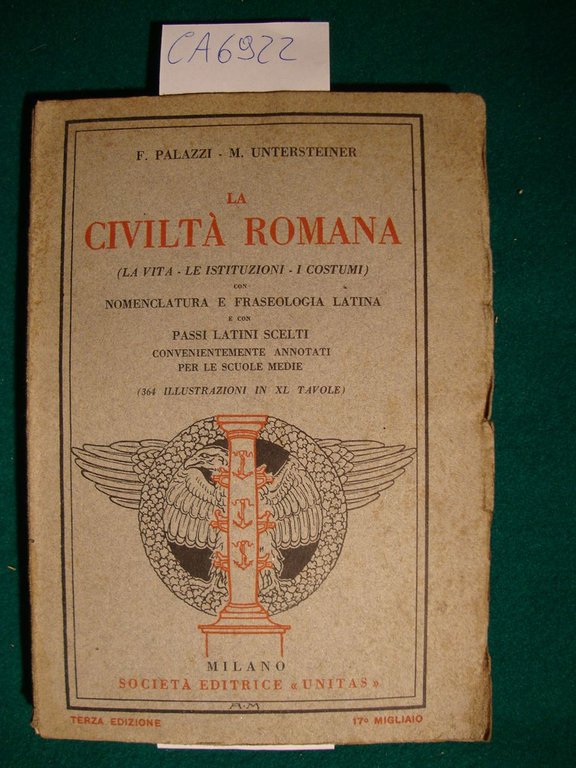 CA6922
F. PALAZZI - M. UNTERSTEINER
LA
CIVILTÀ ROMANA
(LA VITA - LE ISTITUZIONI - I COSTUMI)
CON
NOMENCLATURA E FRASEOLOGIA LATINA
E CON
PASSI LATINI SCELTI
CONVENIENTEMENTE ANNOTATI
PER LE SCUOLE MEDIE
(364 ILLUSTRAZIONI IN XL TAVOLE)
MILANO
SOCIETÀ EDITRICE «UNITAS»
A·M
TERZA EDIZIONE 17º MIGLIAIO